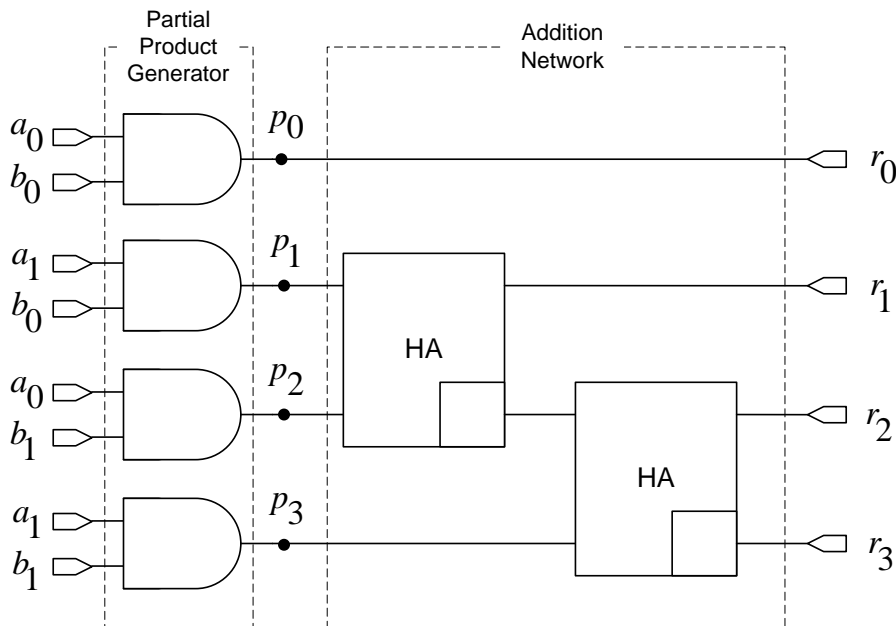 Partial
Product
Generator
Addition
Network
a0
b0
p0
r0
a1
b0
p1
r1
HA
a0
b1
p2
r2
HA
a1
b1
p3
r3